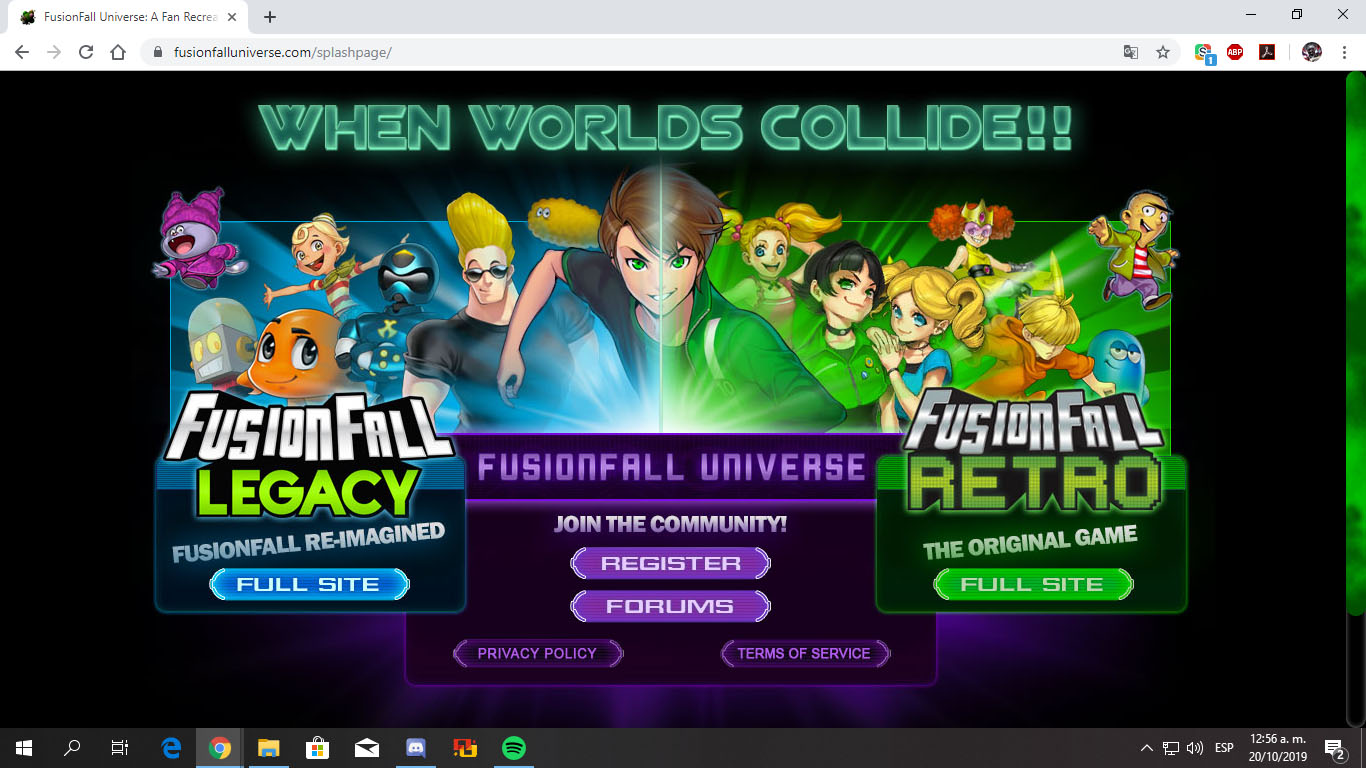 FusionFall Universe: A Fan Recrea
fusionfalluniverse.com/splashpage/
1
ABP
WHEN WORLDS COLLIDE!!
FUSIONFALL
LEGACY
FUSIONFALL RE-IMAGINED
FULL SITE
FUSIONFALL UNIVERSE
JOIN THE COMMUNITY!
REGISTER
FORUMS
PRIVACY POLICY
TERMS OF SERVICE
FUSIONFALL
RETRO
THE ORIGINAL GAME
FULL SITE
ESP
12:56 a. m.
20/10/2019
2